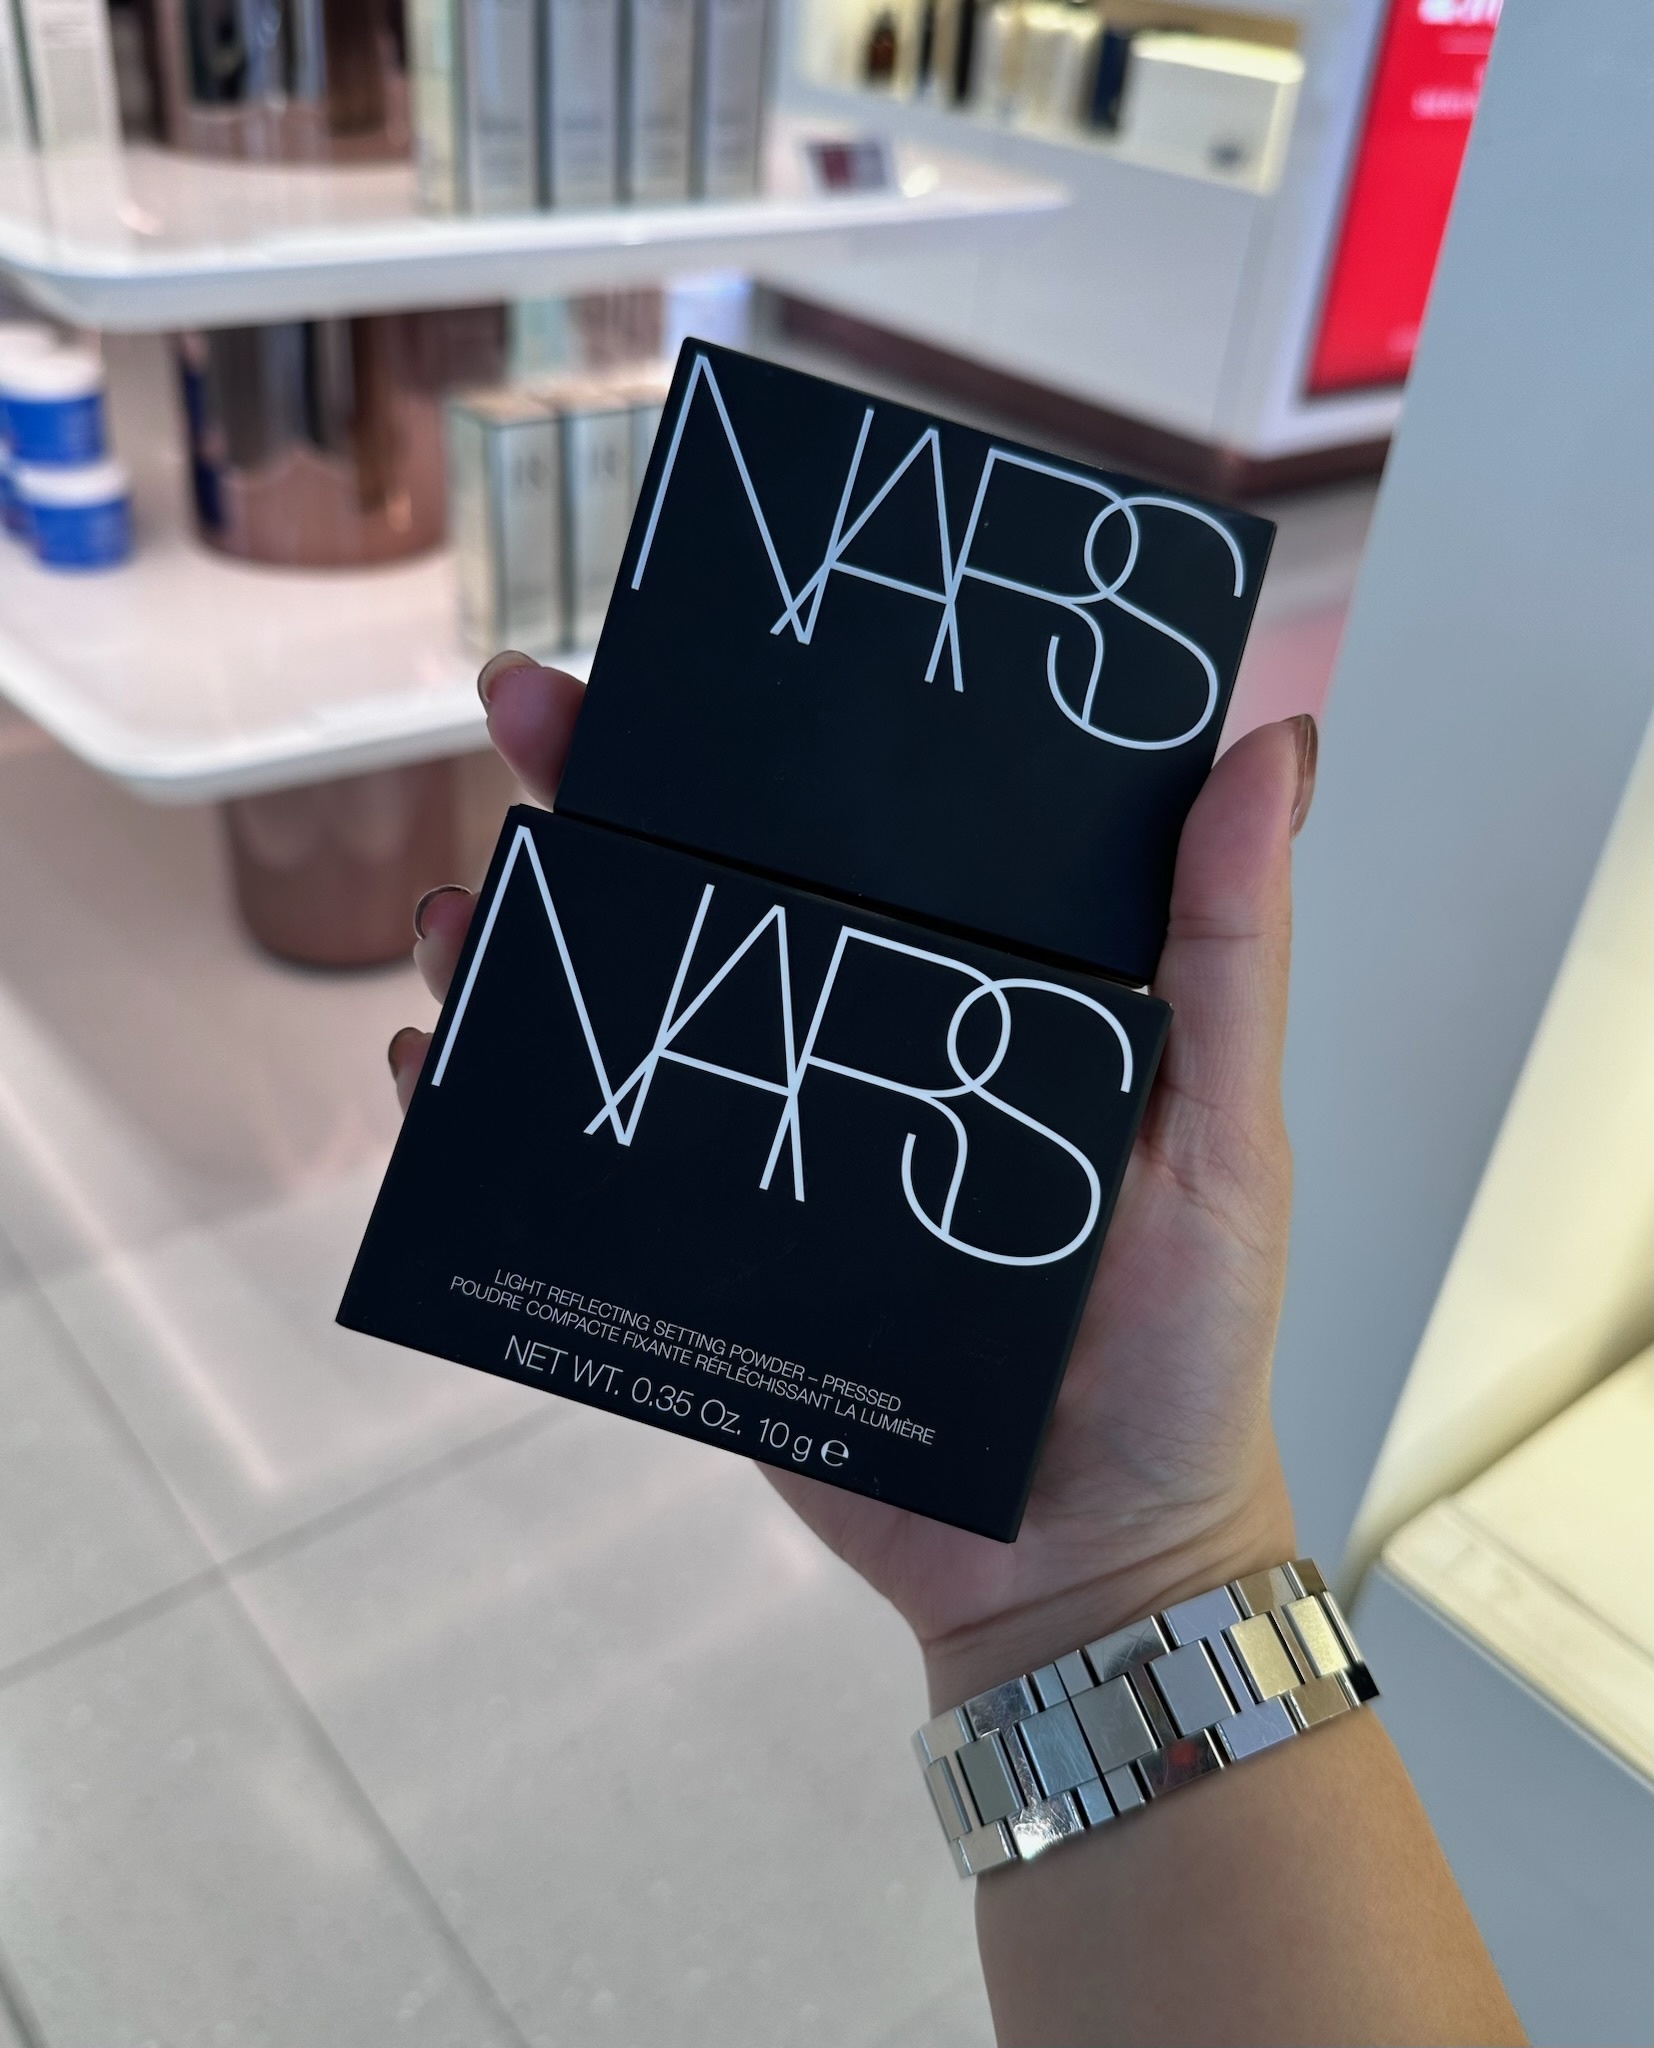 NARS
NARS
LIGHT REFLECTING SETTING POWDER – PRESSED
POUDRE COMPACTE FIXANTE RÉFLÉCHISSANT LA LUMIÈRE
NET WT. 0.35 Oz. 10 g ℮